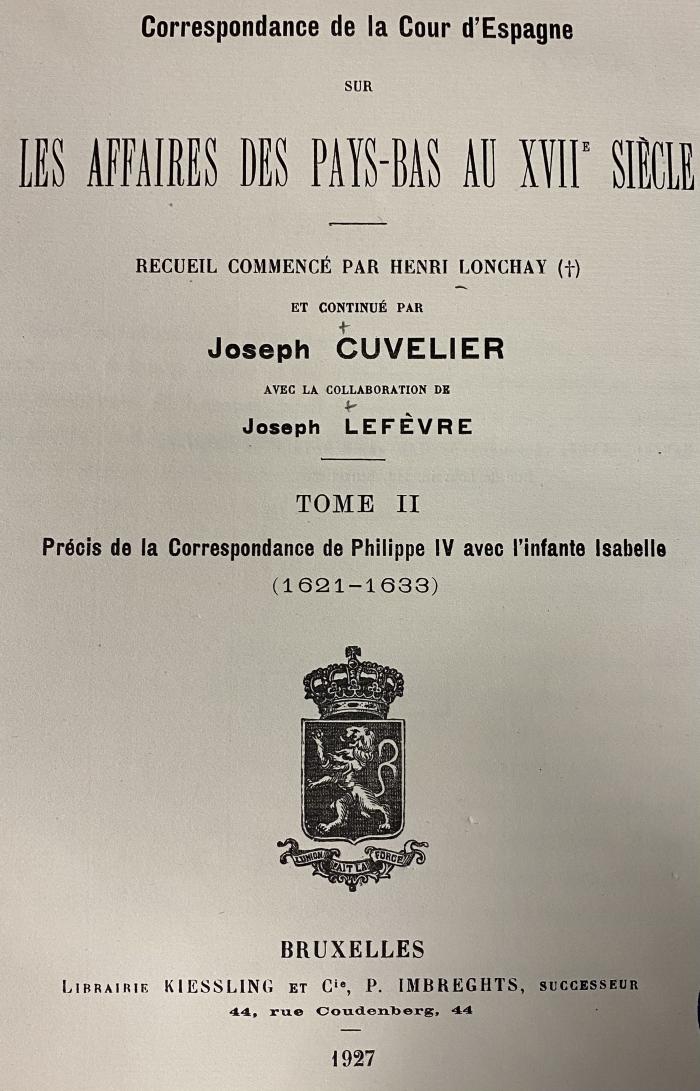 Correspondance de la Cour d'Espagne
SUR
LES AFFAIRES DES PAYS-BAS AU XVIIE SIÈCLE
RECUEIL COMMENCÉ PAR HENRI LONCHAY (†)
ET CONTINUÉ PAR
Joseph CUVELIER
AVEC LA COLLABORATION DE
Joseph LEFÈVRE
TOME II
Précis de la Correspondance de Philippe IV avec l'infante Isabelle
(1621-1633)
L'UNION FAIT LA FORCE
BRUXELLES
LIBRAIRIE KIESSLING ET Cie, P. IMBREGHTS, SUCCESSEUR
44, rue Coudenberg, 44
1927